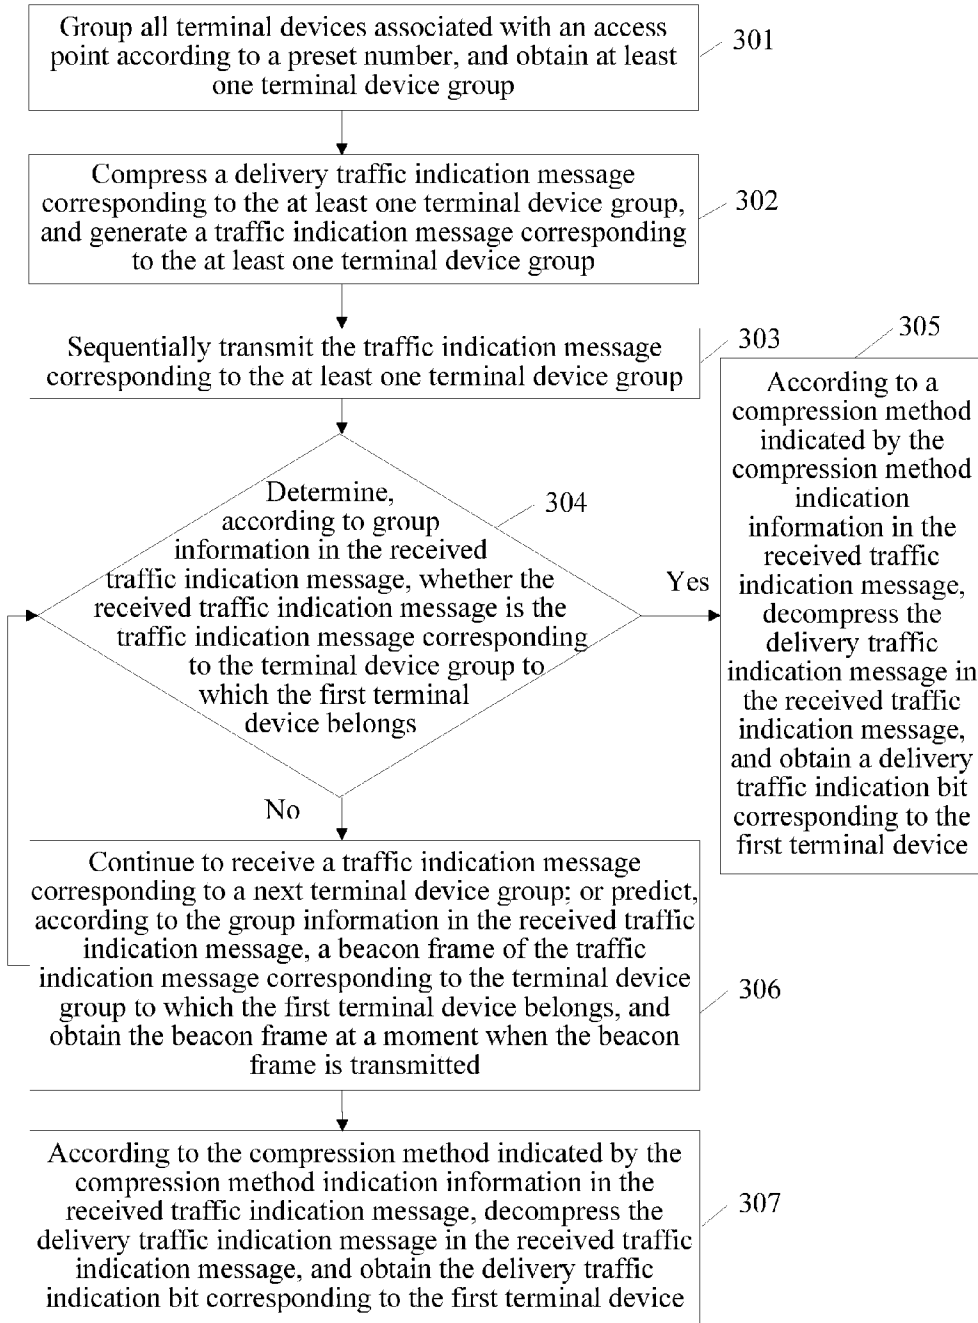 Group all terminal devices associated with an access
point according to a preset number, and obtain at least
one terminal device group
301
Compress a delivery traffic indication message
corresponding to the at least one terminal device group,
and generate a traffic indication message corresponding
to the at least one terminal device group
302
Sequentially transmit the traffic indication message
corresponding to the at least one terminal device group
303
Determine,
according to group
information in the received
traffic indication message, whether the
received traffic indication message is the
traffic indication message corresponding
to the terminal device group to
which the first terminal
device belongs
304
Yes
305
According to a
compression method
indicated by the
compression method
indication
information in the
received traffic
indication message,
decompress the
delivery traffic
indication message in
the received traffic
indication message,
and obtain a delivery
traffic indication bit
corresponding to the
first terminal device
No
Continue to receive a traffic indication message
corresponding to a next terminal device group; or predict,
according to the group information in the received traffic
indication message, a beacon frame of the traffic
indication message corresponding to the terminal device
group to which the first terminal device belongs, and
obtain the beacon frame at a moment when the beacon
frame is transmitted
306
According to the compression method indicated by the
compression method indication information in the
received traffic indication message, decompress the
delivery traffic indication message in the received traffic
indication message, and obtain the delivery traffic
indication bit corresponding to the first terminal device
307